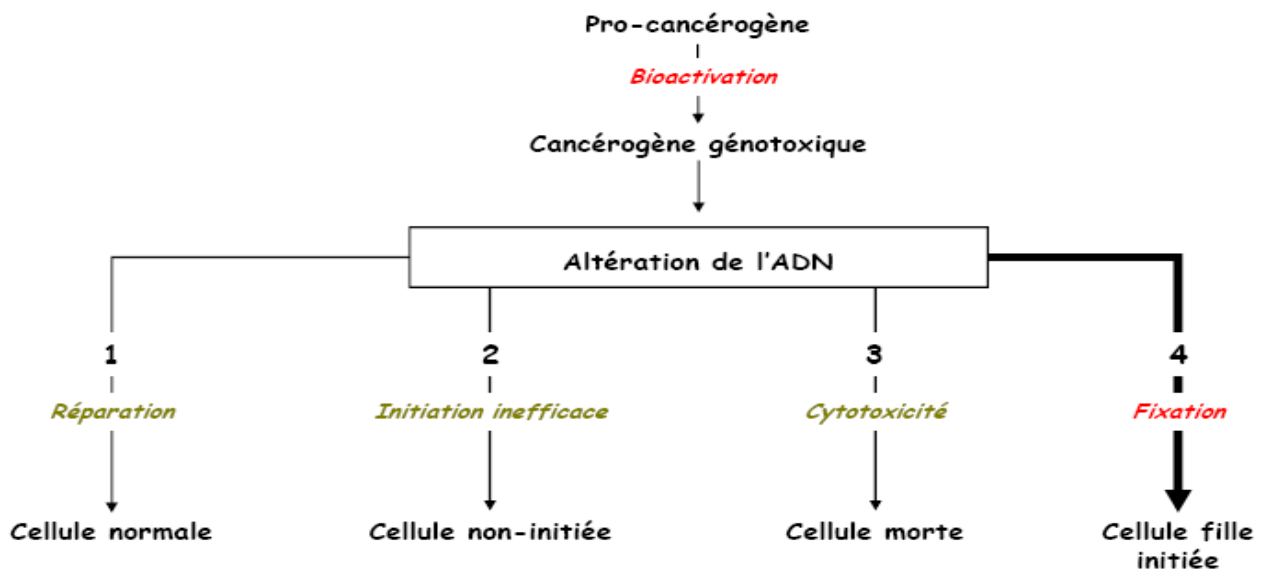 Pro-cancérogène
Bioactivation
Cancérogène génotoxique
Altération de l'ADN
1
2
3
4
Réparation
Initiation inefficace
Cytotoxicité
Fixation
Cellule normale
Cellule non-initiée
Cellule morte
Cellule fille
initiée